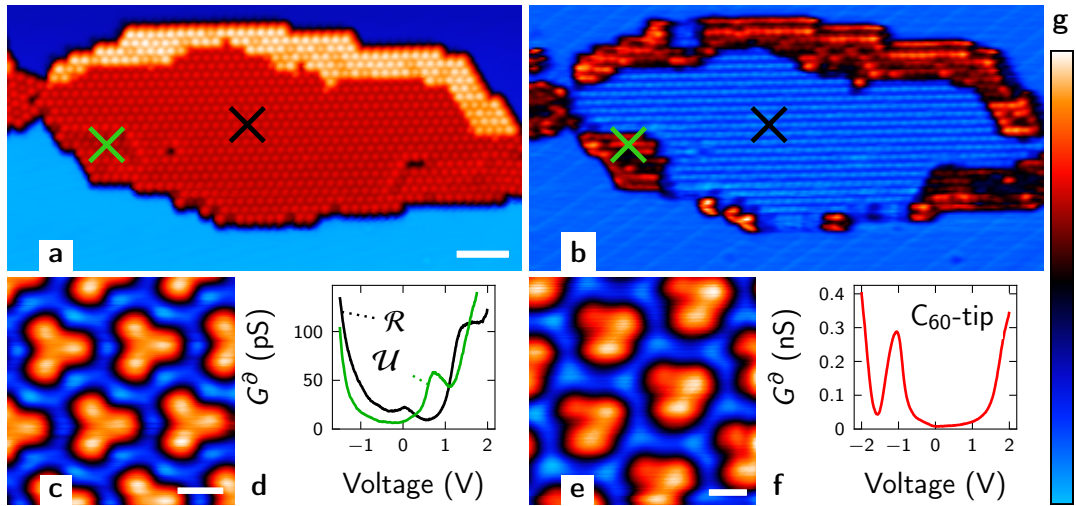 g
a
b
c
d
G∂ (pS)
100
50
0
ℛ
𝒰
−1 0 1 2
Voltage (V)
e
f
G∂ (nS)
0.4
0.3
0.2
0.1
0
C60-tip
−2 −1 0 1 2
Voltage (V)